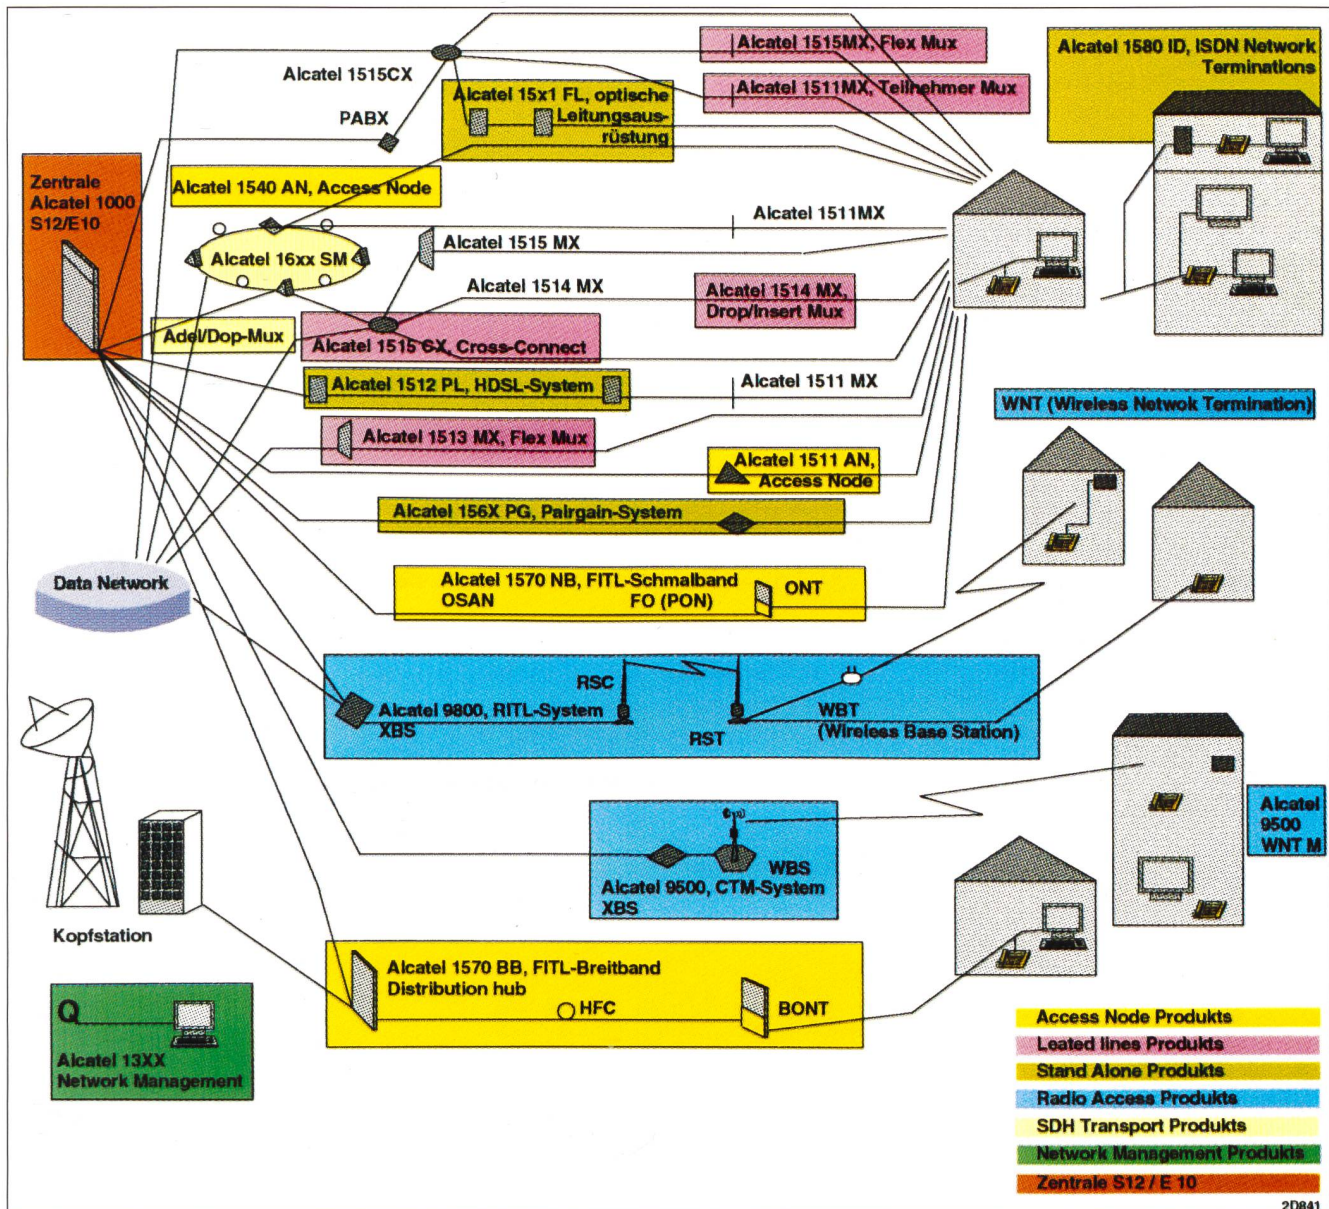 Alcatel 1515MX, Flex Mux
Alcatel 1580 ID, ISDN Network
Terminations
Alcatel 1515CX
Alcatel 1511MX, Teilnehmer Mux
Alcatel 15x1 FL, optische
Leitungsaus-
rüstung
PABX
Zentrale
Alcatel 1000
S12/E10
Alcatel 1540 AN, Access Node
Alcatel 1511MX
Alcatel 1515 MX
Alcatel 16xx SM
Alcatel 1514 MX
Alcatel 1514 MX,
Drop/Insert Mux
Adel/Dop-Mux
Alcatel 1515 CX, Cross-Connect
Alcatel 1512 PL, HDSL-System
Alcatel 1511 MX
WNT (Wireless Netwok Termination)
Alcatel 1513 MX, Flex Mux
Alcatel 1511 AN,
Access Node
Alcatel 156X PG, Pairgain-System
Data Network
Alcatel 1570 NB, FITL-Schmalband
OSAN
FO (PON)
ONT
RSC
Alcatel 9800, RITL-System
XBS
RST
WBT
(Wireless Base Station)
Alcatel
9500
WNT M
WBS
Alcatel 9500, CTM-System
XBS
Kopfstation
Alcatel 1570 BB, FITL-Breitband
Distribution hub
HFC
BONT
Q
Alcatel 13XX
Network Management
Access Node Produkts
Leated lines Produkts
Stand Alone Produkts
Radio Access Produkts
SDH Transport Produkts
Network Management Produkts
Zentrale S12 / E 10
2D841